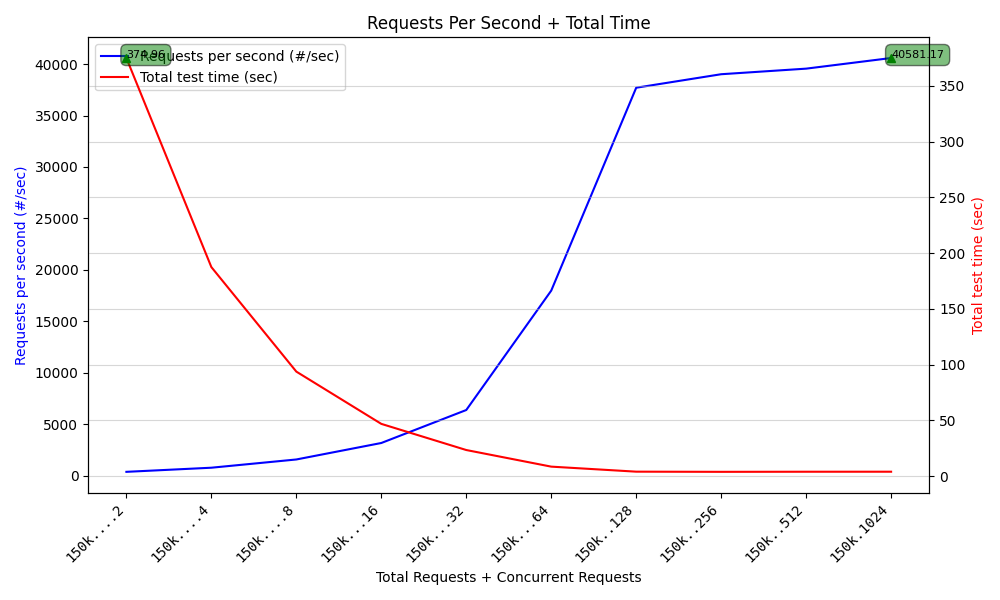 Requests Per Second + Total Time
374.96
Requests per second (#/sec)
Total test time (sec)
40581.17
40000
35000
30000
25000
20000
15000
10000
5000
0
Requests per second (#/sec)
350
300
250
200
150
100
50
0
Total test time (sec)
150k....2
150k....4
150k....8
150k...16
150k...32
150k...64
150k..128
150k..256
150k..512
150k.1024
Total Requests + Concurrent Requests